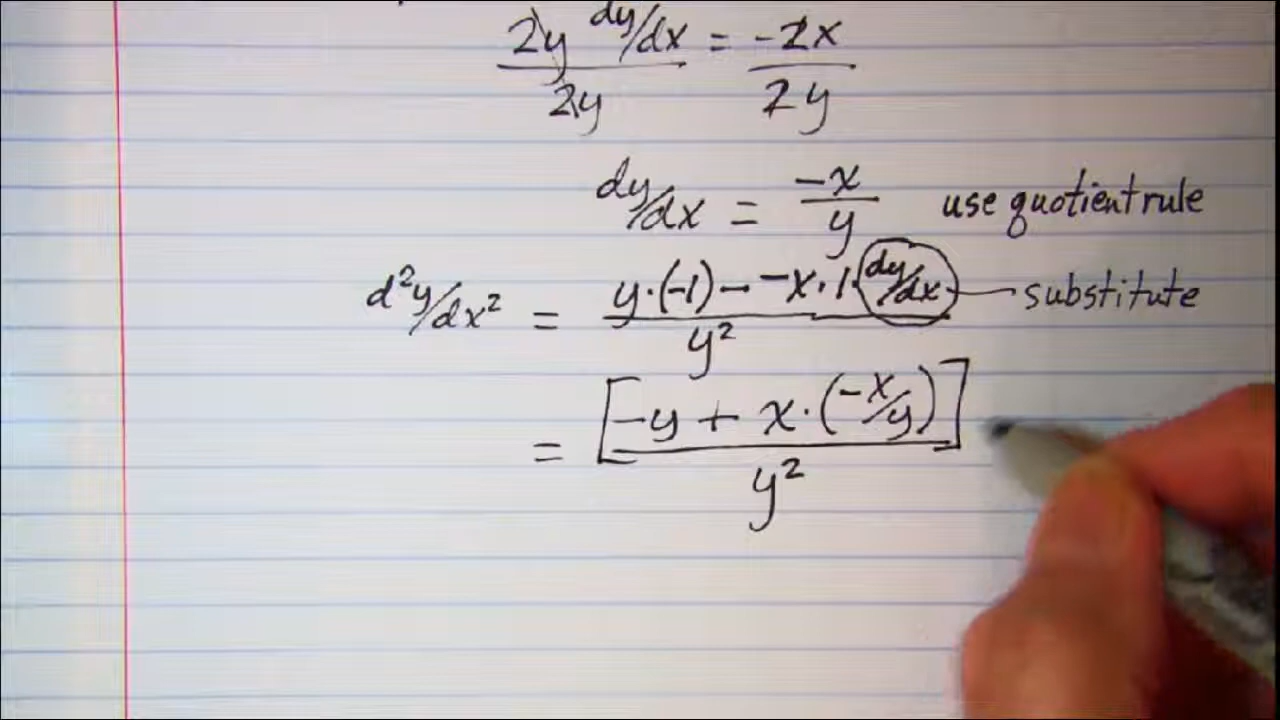 2y dy/dx = -2x
2y 2y
dy/dx = -x/y use quotient rule
d²y/dx² = y·(-1) - -x·1·dy/dx substitute
y²
= [-y + x·(-x/y)]
y²